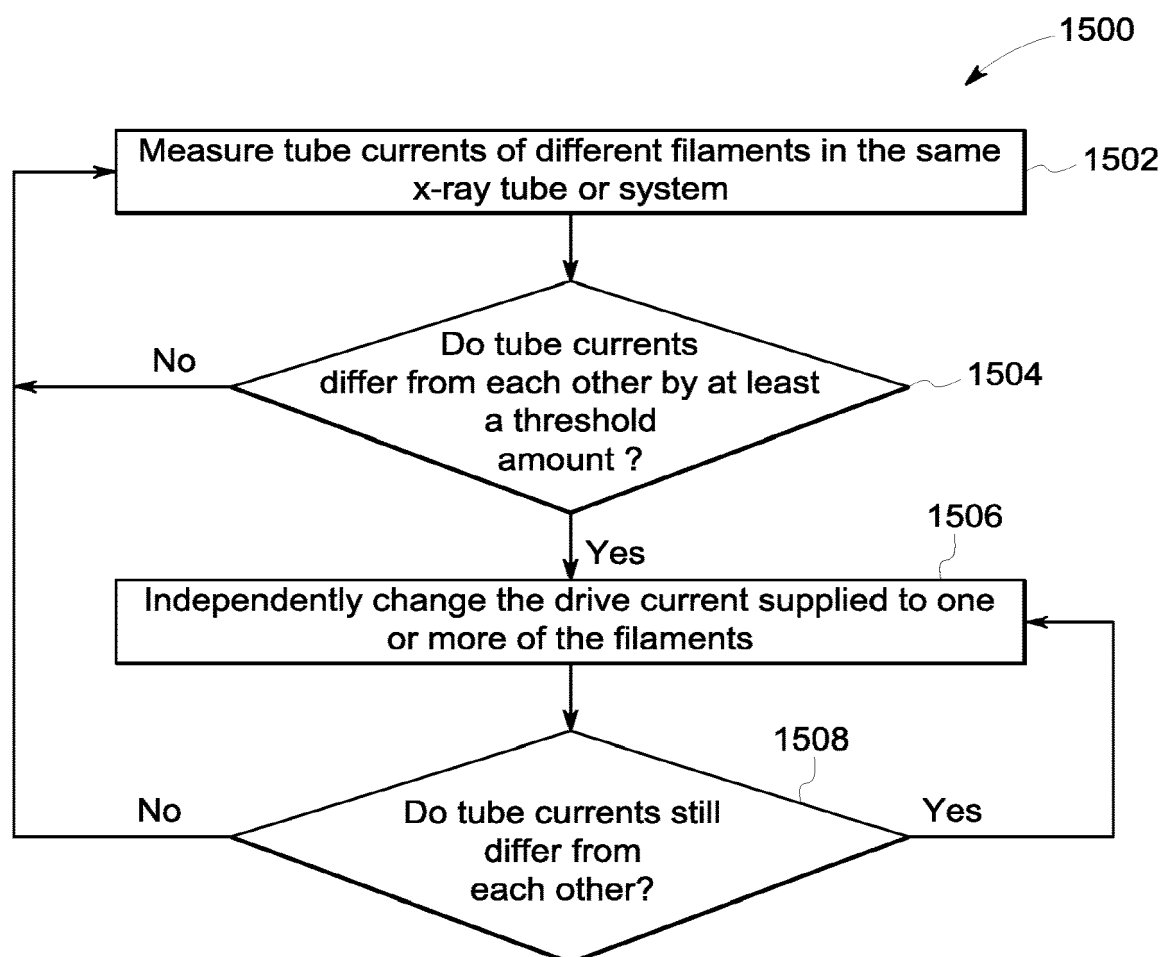 1500
Measure tube currents of different filaments in the same
x-ray tube or system
1502
Do tube currents
differ from each other by at least
a threshold
amount ?
No
1504
Yes
1506
Independently change the drive current supplied to one
or more of the filaments
1508
Do tube currents still
differ from
each other?
No
Yes